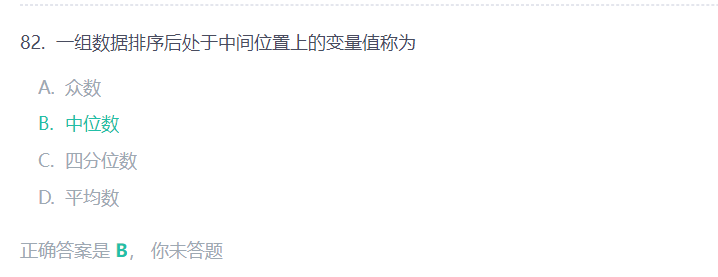 82. 一组数据排序后处于中间位置上的变量值称为
A. 众数
B. 中位数
C. 四分位数
D. 平均数
正确答案是 B， 你未答题